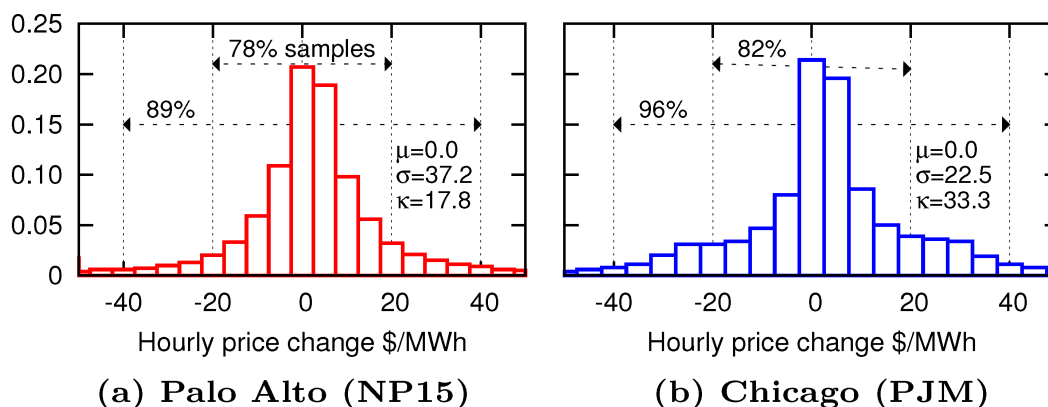 0.25
0.20
0.15
0.10
0.05
0
78% samples
89%
μ=0.0
σ=37.2
κ=17.8
-40 -20 0 20 40
Hourly price change $/MWh
(a) Palo Alto (NP15)
82%
96%
μ=0.0
σ=22.5
κ=33.3
-40 -20 0 20 40
Hourly price change $/MWh
(b) Chicago (PJM)